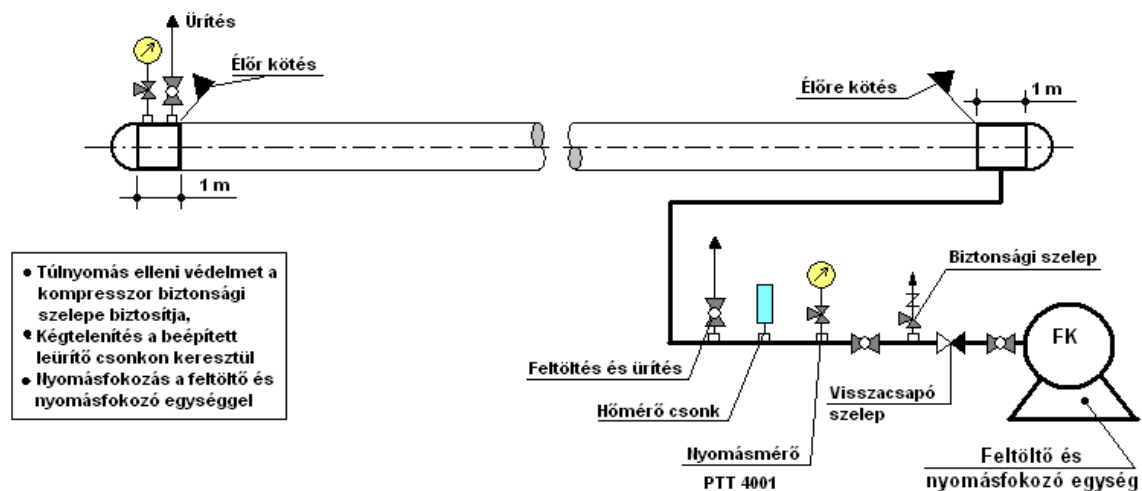 Ürítés
Élőr kötés
Élőre kötés
1 m
1 m
Biztonsági szelep
• Túlnyomás elleni védelmet a
kompresszor biztonsági
szelepe biztosítja,
• Kégtelenítés a beépített
leürítő csonkon keresztül
• Nyomásfokozás a feltöltő és
nyomásfokozó egységgel
FK
Feltöltés és ürítés
Visszacsapó
szelep
Hőmérő csonk
Nyomásmérő
PTT 4001
Feltöltő és
nyomásfokozó egység